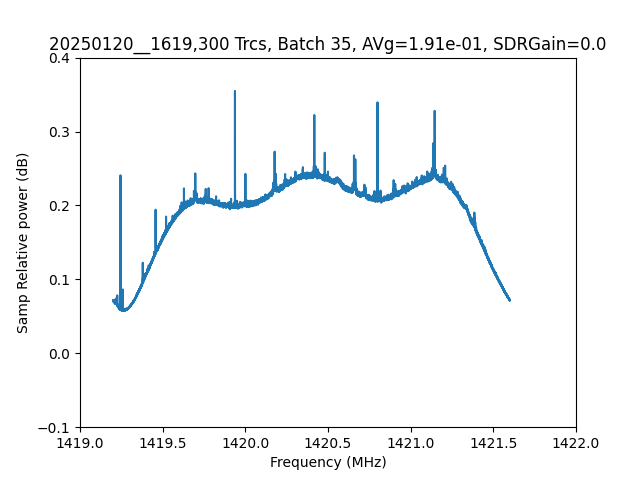 20250120__1619,300 Trcs, Batch 35, AVg=1.91e-01, SDRGain=0.0
0.4
0.3
0.2
0.1
0.0
−0.1
Samp Relative power (dB)
1419.0 1419.5 1420.0 1420.5 1421.0 1421.5 1422.0
Frequency (MHz)